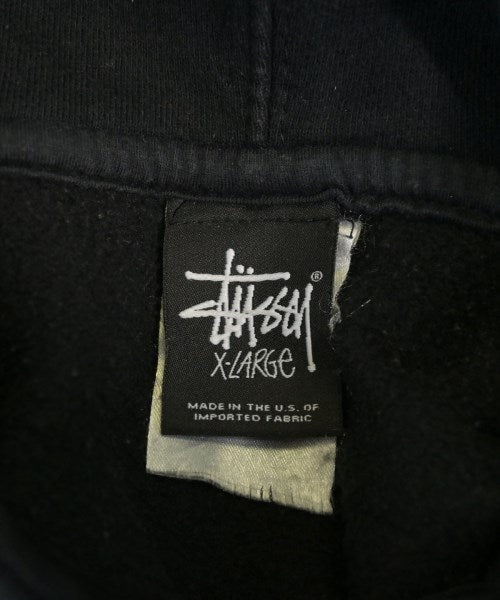 Stüssy ®
X-LARGE
MADE IN THE U.S. OF
IMPORTED FABRIC